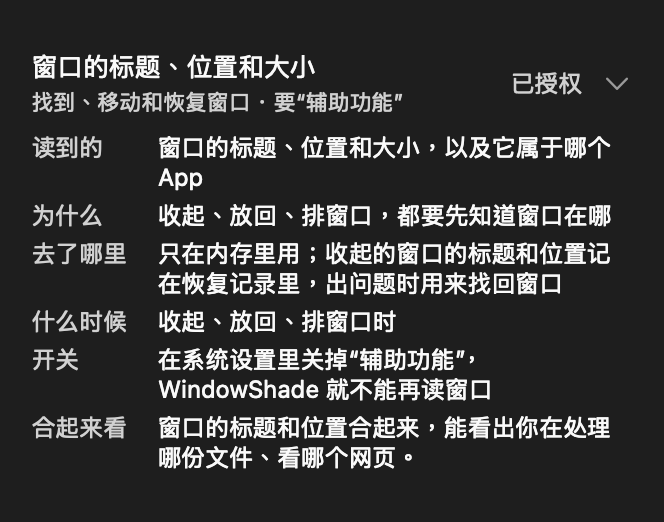 窗口的标题、位置和大小
已授权
找到、移动和恢复窗口 · 要“辅助功能”
读到的 窗口的标题、位置和大小，以及它属于哪个
App
为什么 收起、放回、排窗口，都要先知道窗口在哪
去了哪里 只在内存里用；收起的窗口的标题和位置记
在恢复记录里，出问题时用来找回窗口
什么时候 收起、放回、排窗口时
开关 在系统设置里关掉“辅助功能”，
WindowShade 就不能再读窗口
合起来看 窗口的标题和位置合起来，能看出你在处理
哪份文件、看哪个网页。